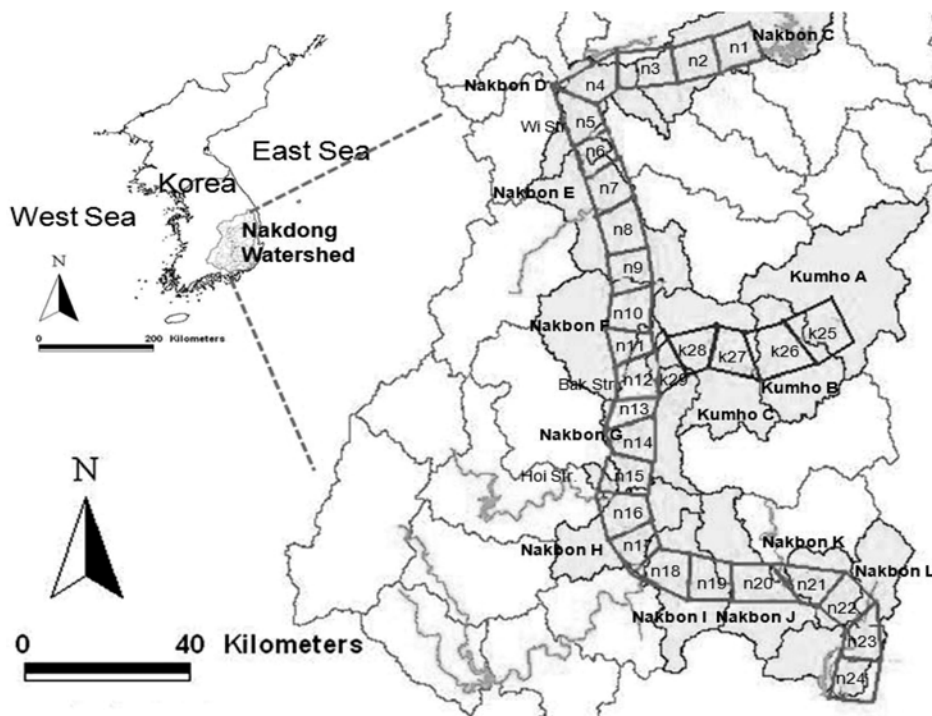 East Sea
Korea
West Sea
Nakdong
Watershed
N
0 200 Kilometers
N
0 40 Kilometers
Nakbon C
n1
n2
n3
n4
Nakbon D
n5
Wi Str.
n6
n7
Nakbon E
n8
n9
Kumho A
n10
Nakbon F
n11
k25
k26
k27
k28
k29
n12
Bak Str.
Kumho B
Kumho C
n13
Nakbon G
n14
n15
Hoi Str.
n16
n17
Nakbon H
n18
n19
n20
n21
Nakbon K
Nakbon L
n22
Nakbon I
Nakbon J
n23
n24